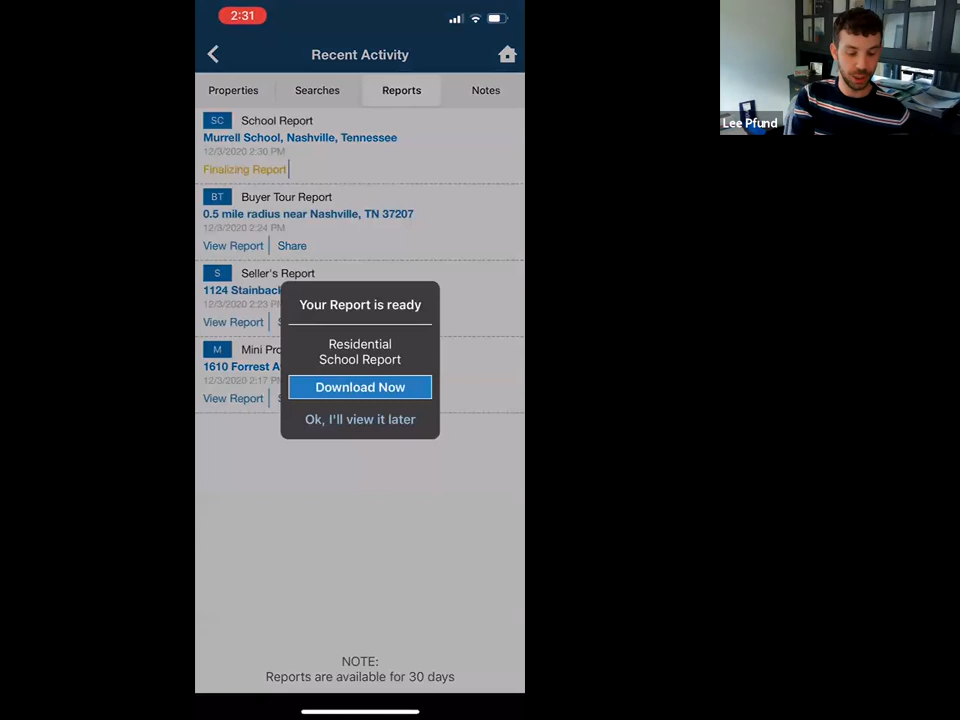 2:31
Recent Activity
Properties
Searches
Reports
Notes
SC School Report
Murrell School, Nashville, Tennessee
12/3/2020 2:30 PM
Finalizing Report
BT Buyer Tour Report
0.5 mile radius near Nashville, TN 37207
12/3/2020 2:24 PM
View Report Share
S Seller's Report
1124 Stainbac
12/3/2020 2:23 P
View Report
M Mini Pro
1610 Forrest A
12/3/2020 2:17 P
View Report
Your Report is ready
Residential
School Report
Download Now
Ok, I'll view it later
NOTE:
Reports are available for 30 days
Lee Pfund